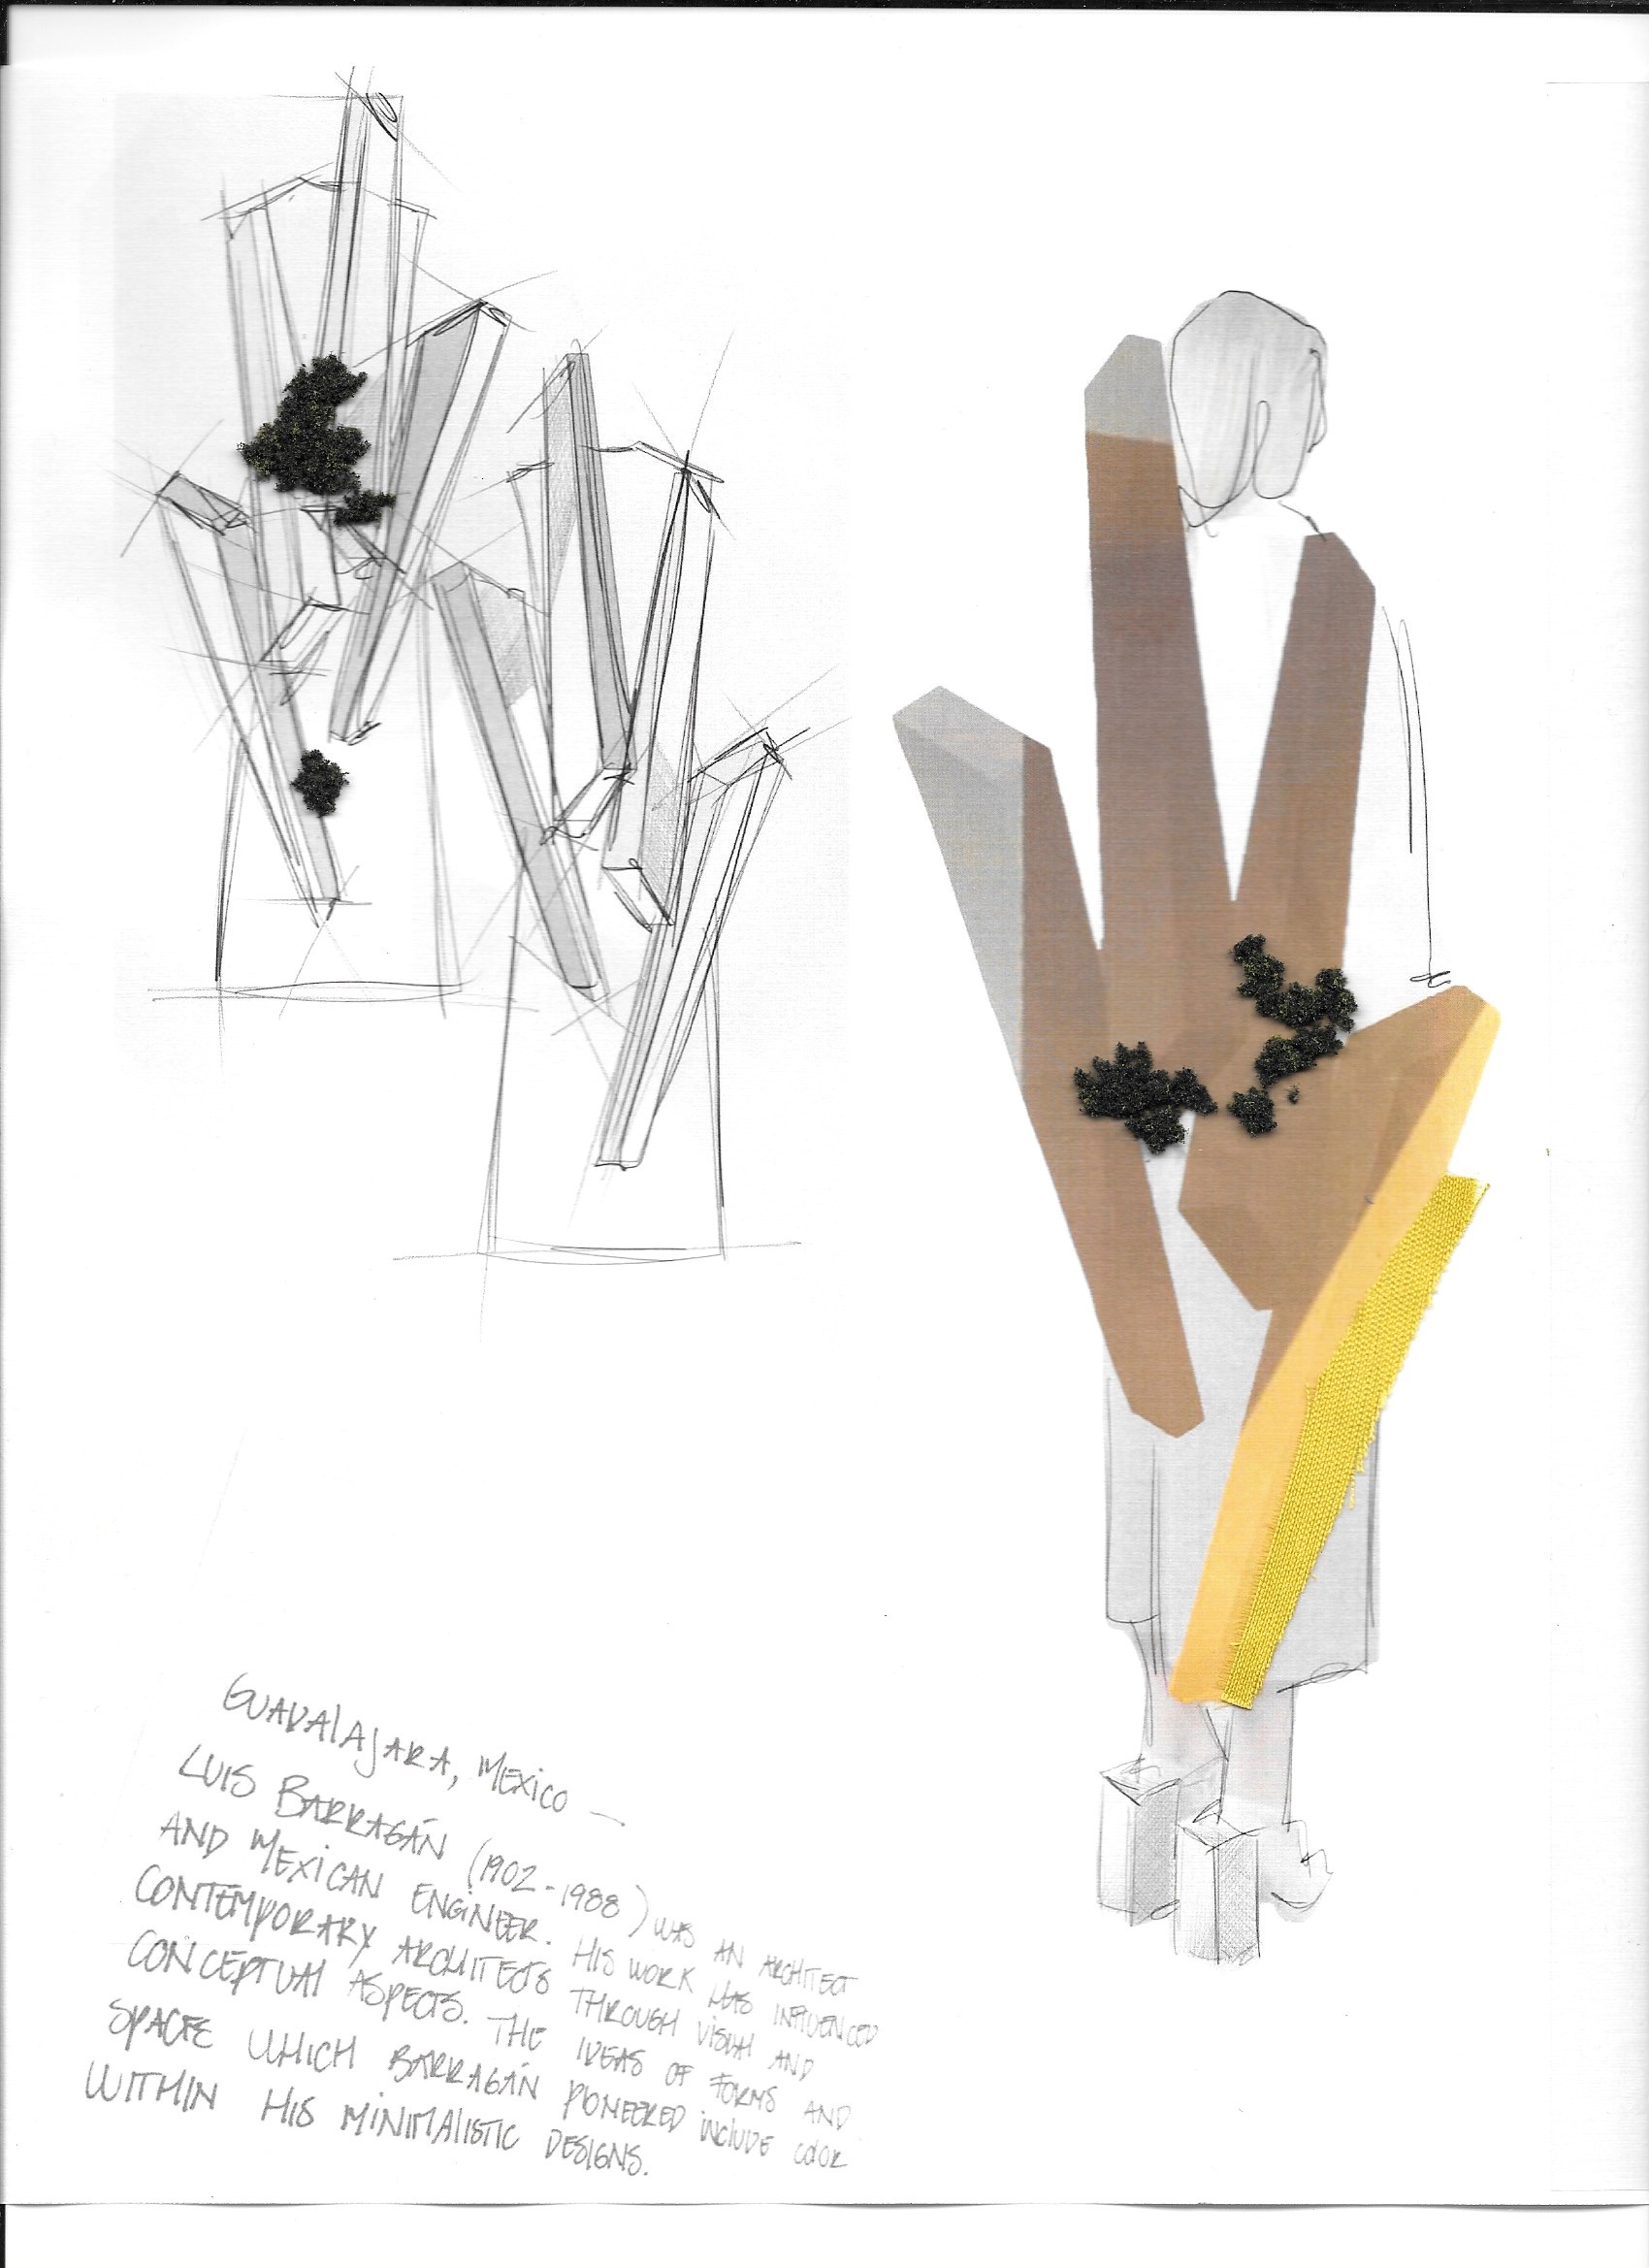 GUADALAJARA, MEXICO —
LUIS BARRAGÁN (1902-1988) WAS AN ARCHITECT
AND MEXICAN ENGINEER. HIS WORK HAS INFLUENCED
CONTEMPORARY ARCHITECTS THROUGH VISUAL AND
CONCEPTUAL ASPECTS. THE IDEAS OF FORMS AND
SPACE WHICH BARRAGÁN PIONEERED INCLUDE COLOR
WITHIN HIS MINIMALISTIC DESIGNS.